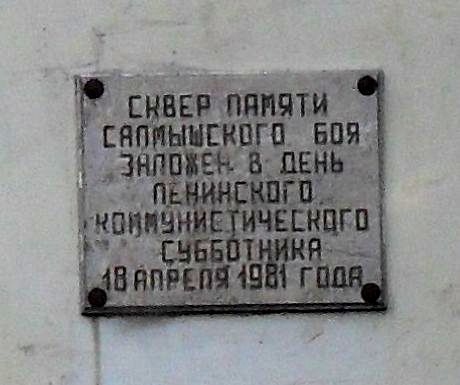 СКВЕР ПАМЯТИ
САЛМЫШСКОГО БОЯ
ЗАЛОЖЕН В ДЕНЬ
ЛЕНИНСКОГО
КОММУНИСТИЧЕСКОГО
СУББОТНИКА
18 АПРЕЛЯ 1981 ГОДА